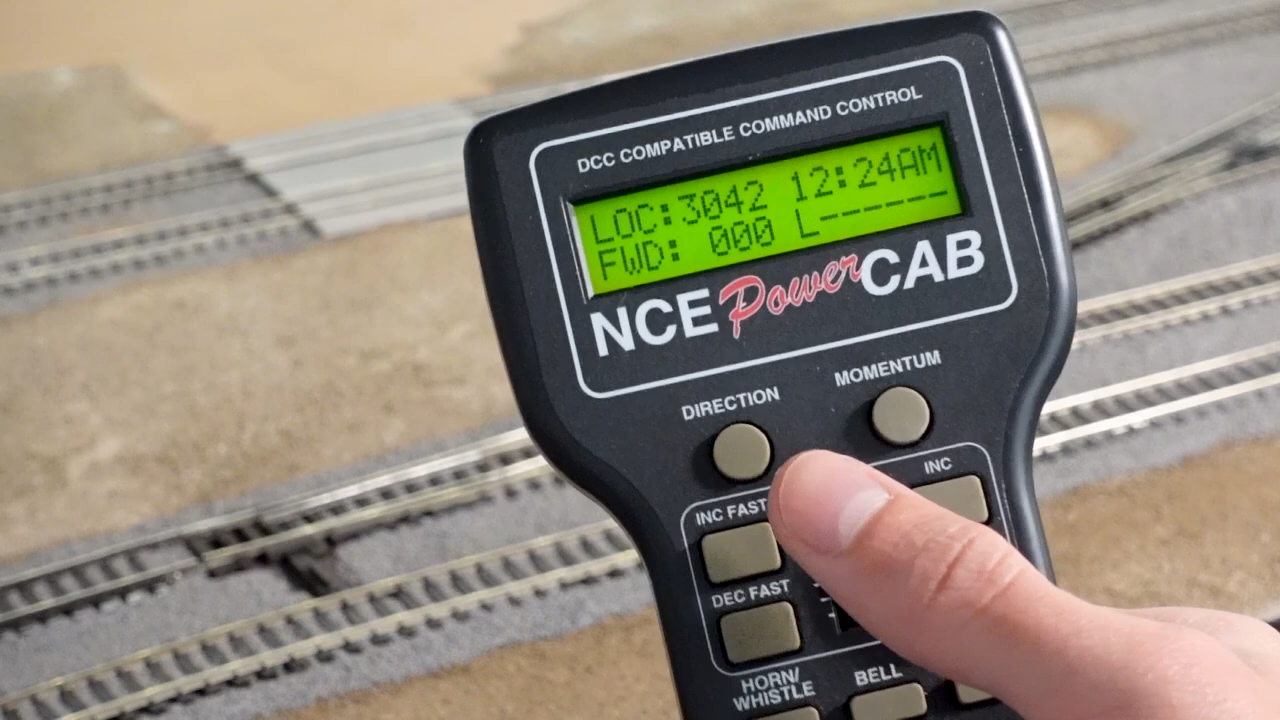 DCC COMPATIBLE COMMAND CONTROL
LOC:3042 12:24AM
FWD: 000 L_ _ _ _ _ _
NCE Power CAB
DIRECTION
MOMENTUM
INC FAST
INC
DEC FAST
HORN/
WHISTLE
BELL